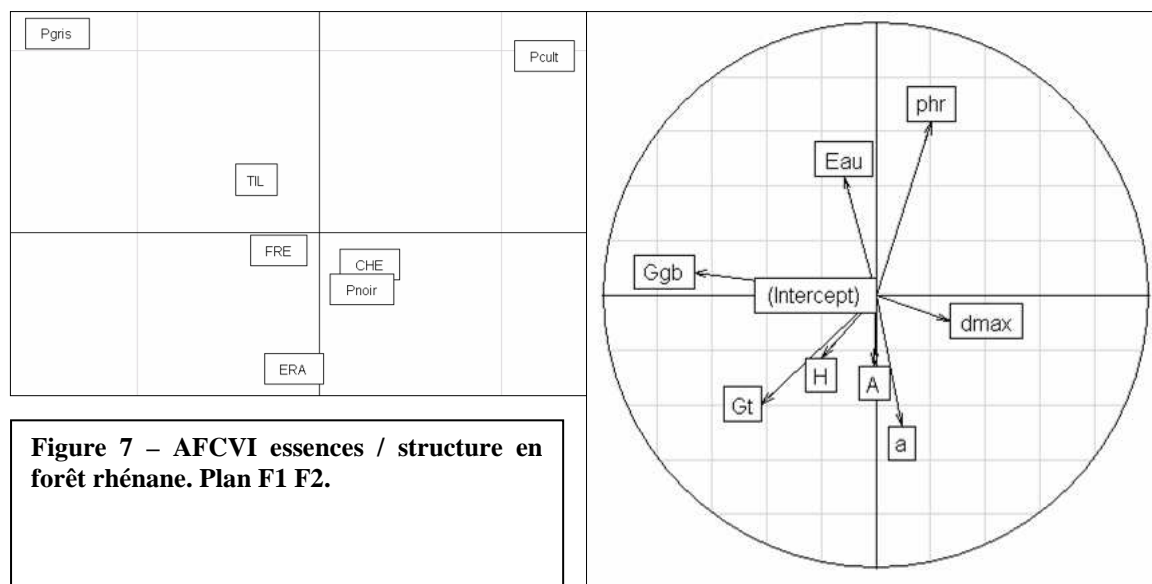 Pgris
Pcult
TIL
FRE
CHE
Pnoir
ERA
Figure 7 – AFCVI essences / structure en
forêt rhénane. Plan F1 F2.
phr
Eau
Ggb
(Intercept)
dmax
H
A
Gt
a